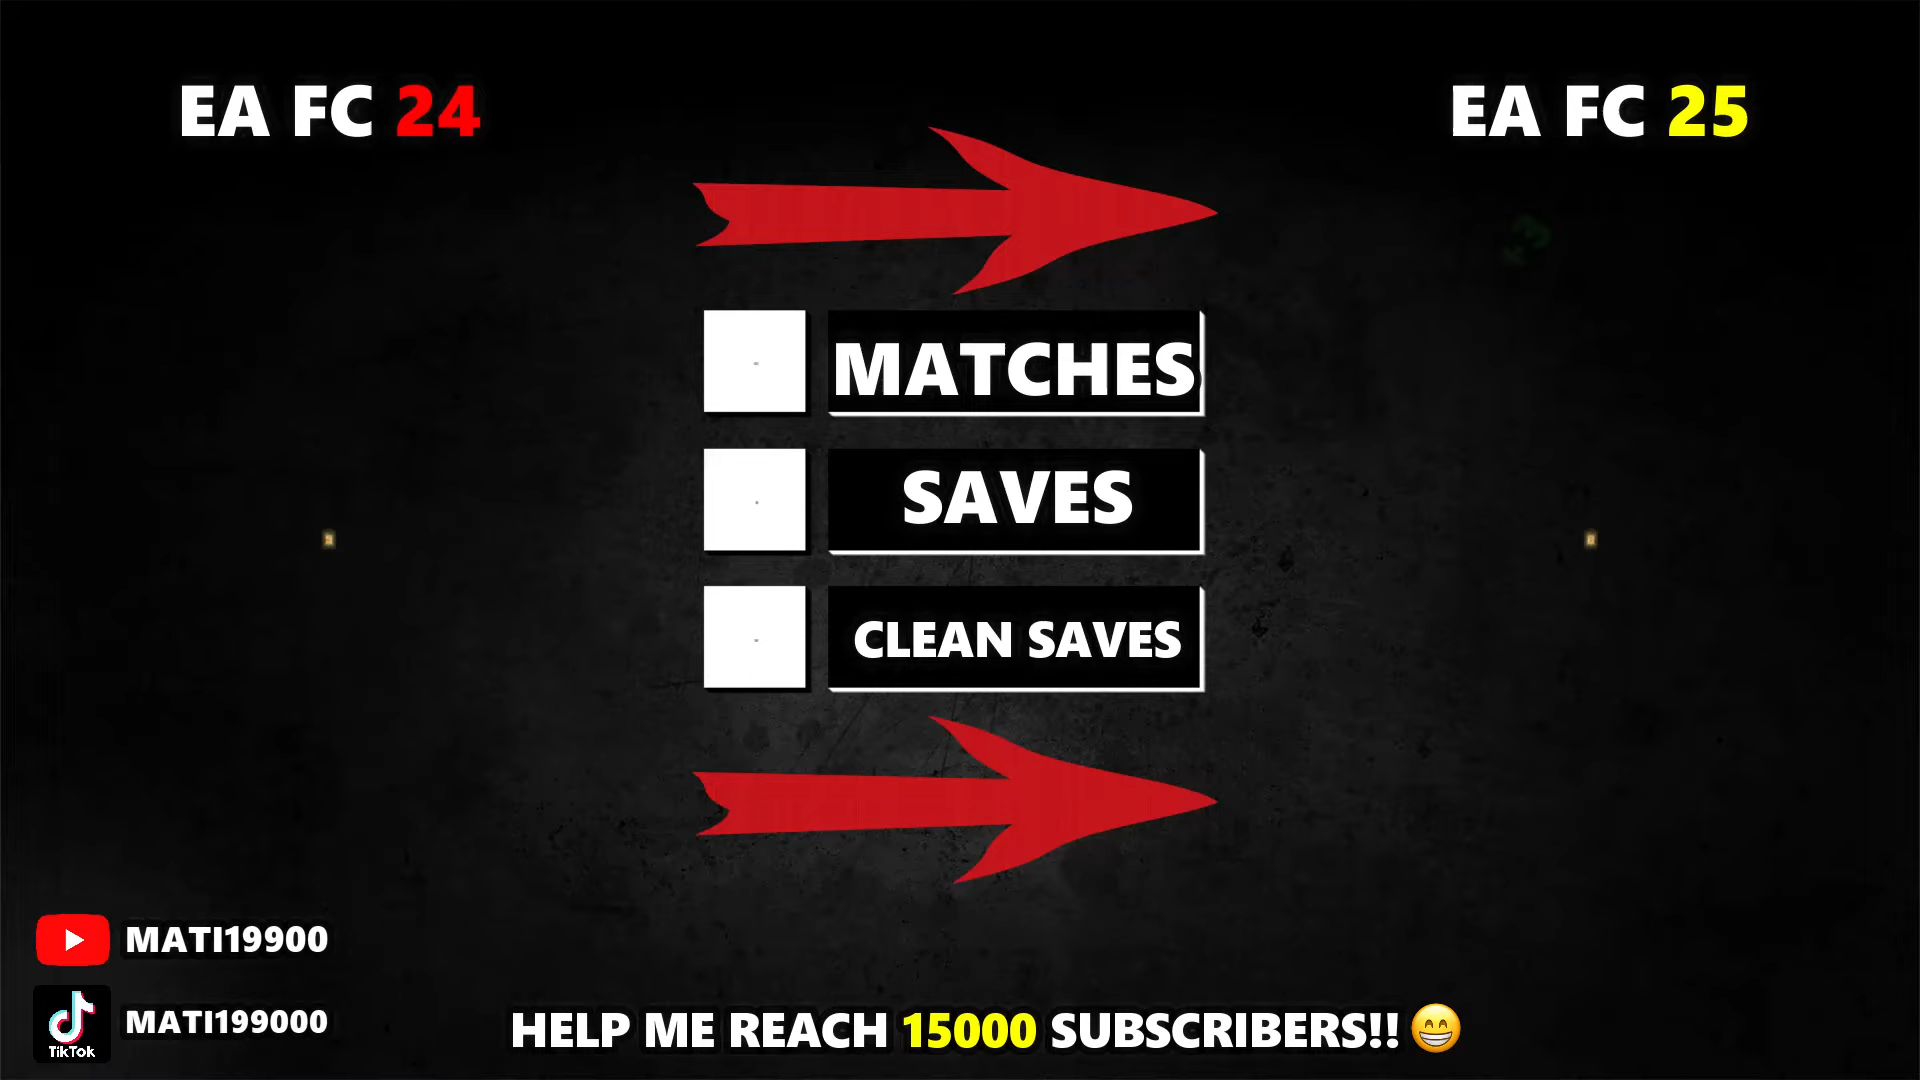 EA FC 24
EA FC 25
MATCHES
SAVES
CLEAN SAVES
MATI19900
TikTok
MATI199000
HELP ME REACH 15000 SUBSCRIBERS!! 😁